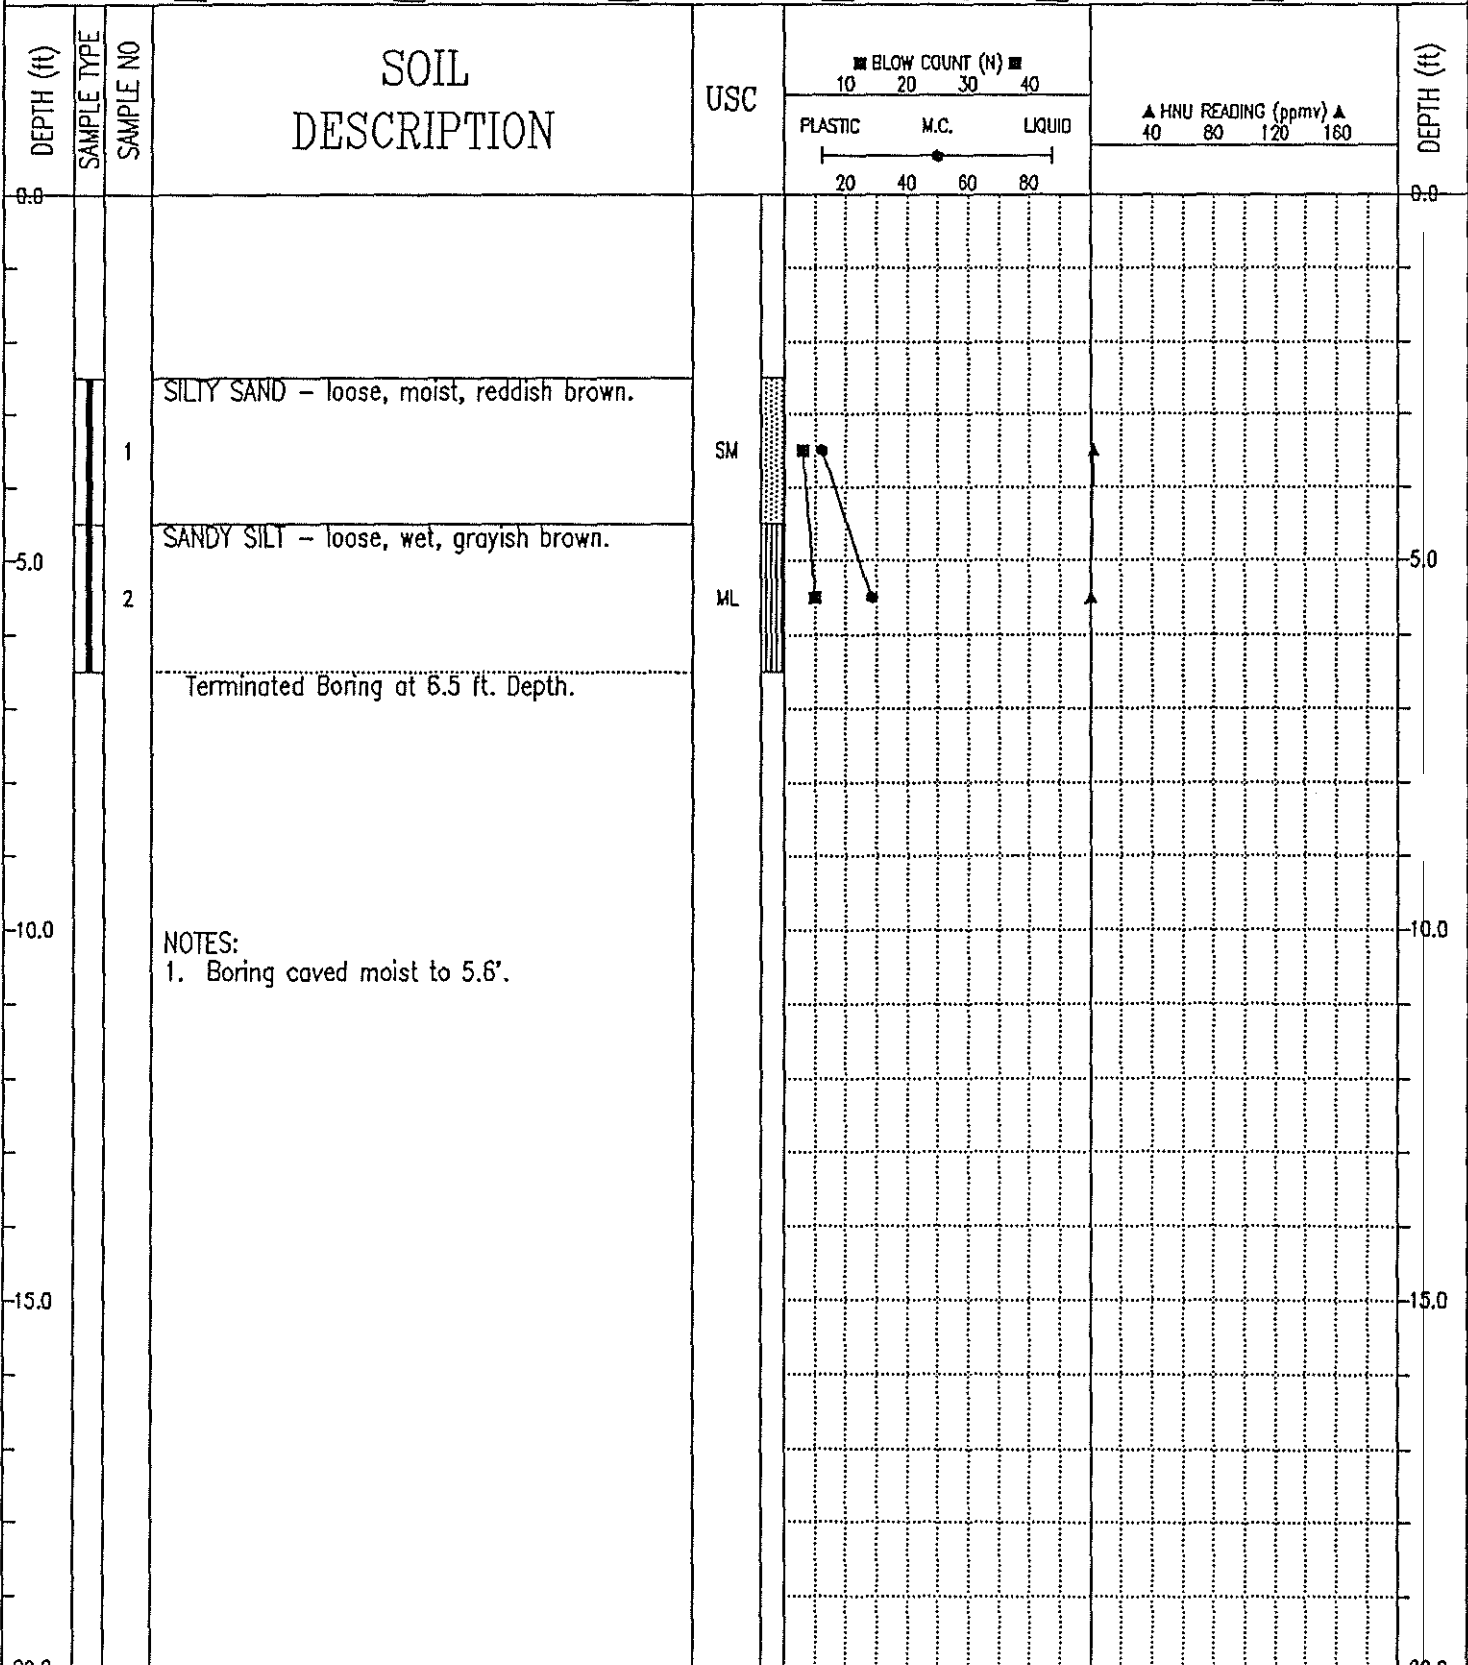 DEPTH (ft)
SAMPLE TYPE
SAMPLE NO
SOIL
DESCRIPTION
USC
■ BLOW COUNT (N) ■
10 20 30 40
PLASTIC M.C. LIQUID
20 40 60 80
▲ HNU READING (ppmv) ▲
40 80 120 160
DEPTH (ft)
0.0 0.0
SILTY SAND – loose, moist, reddish brown.
1 SM
SANDY SILT – loose, wet, grayish brown.
5.0 5.0
2 ML
Terminated Boring at 6.5 ft. Depth.
10.0 10.0
NOTES:
1. Boring caved moist to 5.6'.
15.0 15.0